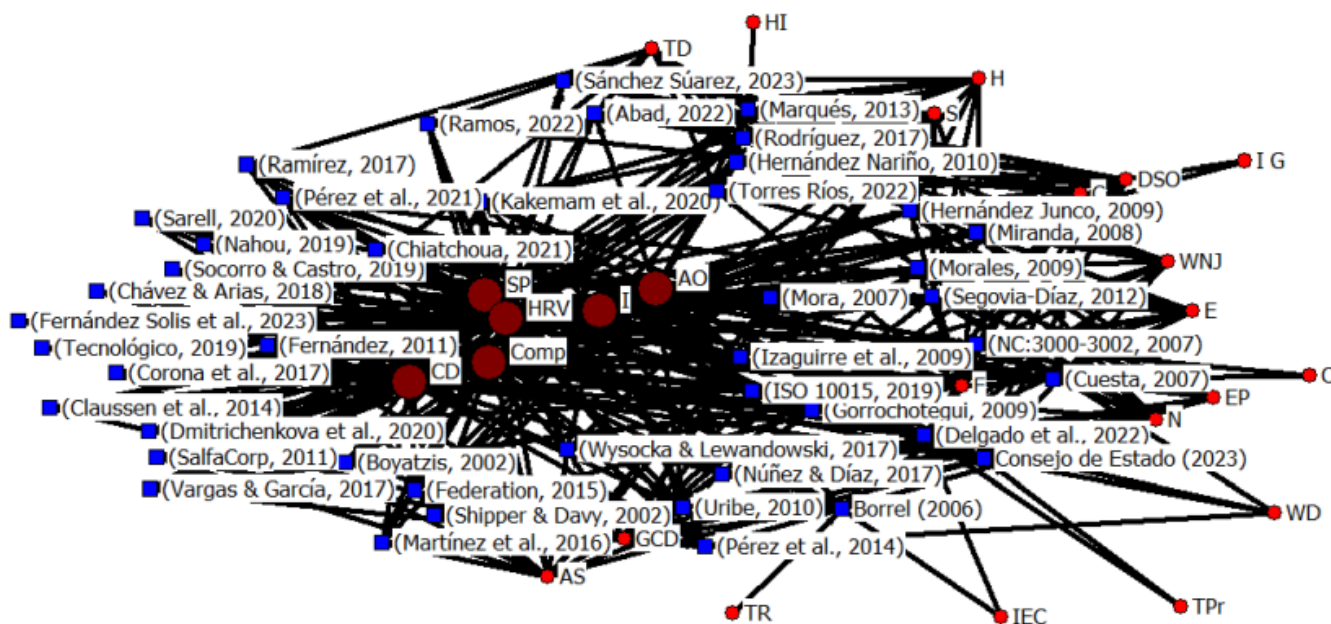 HI
TD
(Sánchez Súarez, 2023)
H
(Ramos, 2022)
(Abad, 2022)
(Marqués, 2013)
S
(Rodríguez, 2017)
(Ramírez, 2017)
(Hernández Nariño, 2010)
I G
DSO
(Pérez et al., 2021)
(Kakemam et al., 2020)
(Torres Ríos, 2022)
(Sarell, 2020)
(Hernández Junco, 2009)
(Nahou, 2019)
(Chiatchoua, 2021)
(Miranda, 2008)
(Socorro & Castro, 2019)
WNJ
(Morales, 2009)
SP
AO
(Chávez & Arias, 2018)
HRV
I
(Mora, 2007)
(Segovia-Díaz, 2012)
E
(Fernández Solis et al., 2023)
(Tecnológico, 2019)
(Fernández, 2011)
Comp
(Izaguirre et al., 2009)
(NC:3000-3002, 2007)
(Corona et al., 2017)
CD
(ISO 10015, 2019)
F
(Cuesta, 2007)
EP
(Claussen et al., 2014)
(Gorrochotegui, 2009)
N
(Dmitrichenkova et al., 2020)
(Delgado et al., 2022)
(SalfaCorp, 2011)
(Boyatzis, 2002)
(Wysocka & Lewandowski, 2017)
Consejo de Estado (2023)
(Vargas & García, 2017)
(Federation, 2015)
(Núñez & Díaz, 2017)
(Shipper & Davy, 2002)
(Uribe, 2010)
Borrel (2006)
WD
(Martínez et al., 2016)
GCD
(Pérez et al., 2014)
AS
TR
IEC
TPr